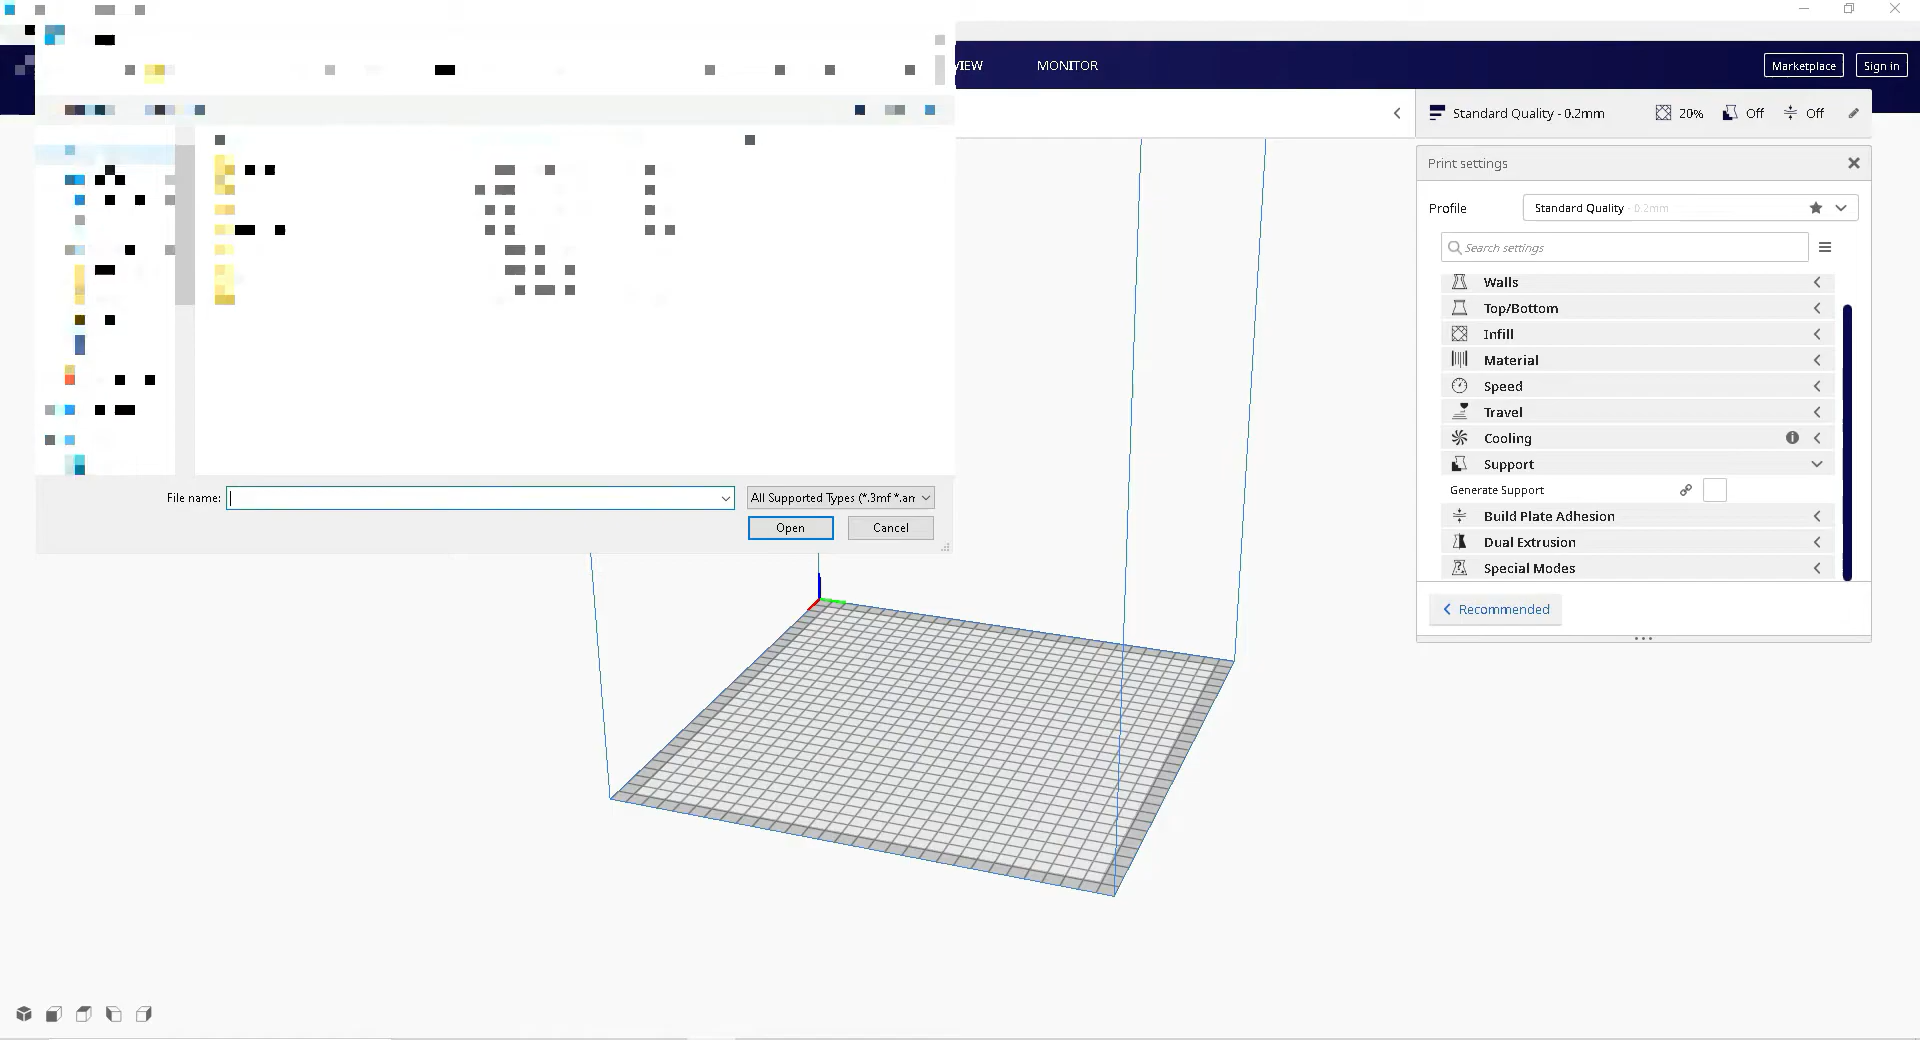 MONITOR
Marketplace
Sign in
Standard Quality - 0.2mm
20%
Off
Off
Print settings
Profile
Standard Quality - 0.2mm
Search settings
Walls
Top/Bottom
Infill
Material
Speed
Travel
Cooling
Support
Generate Support
Build Plate Adhesion
Dual Extrusion
Special Modes
Recommended
File name:
All Supported Types (*.3mf *.an
Open
Cancel